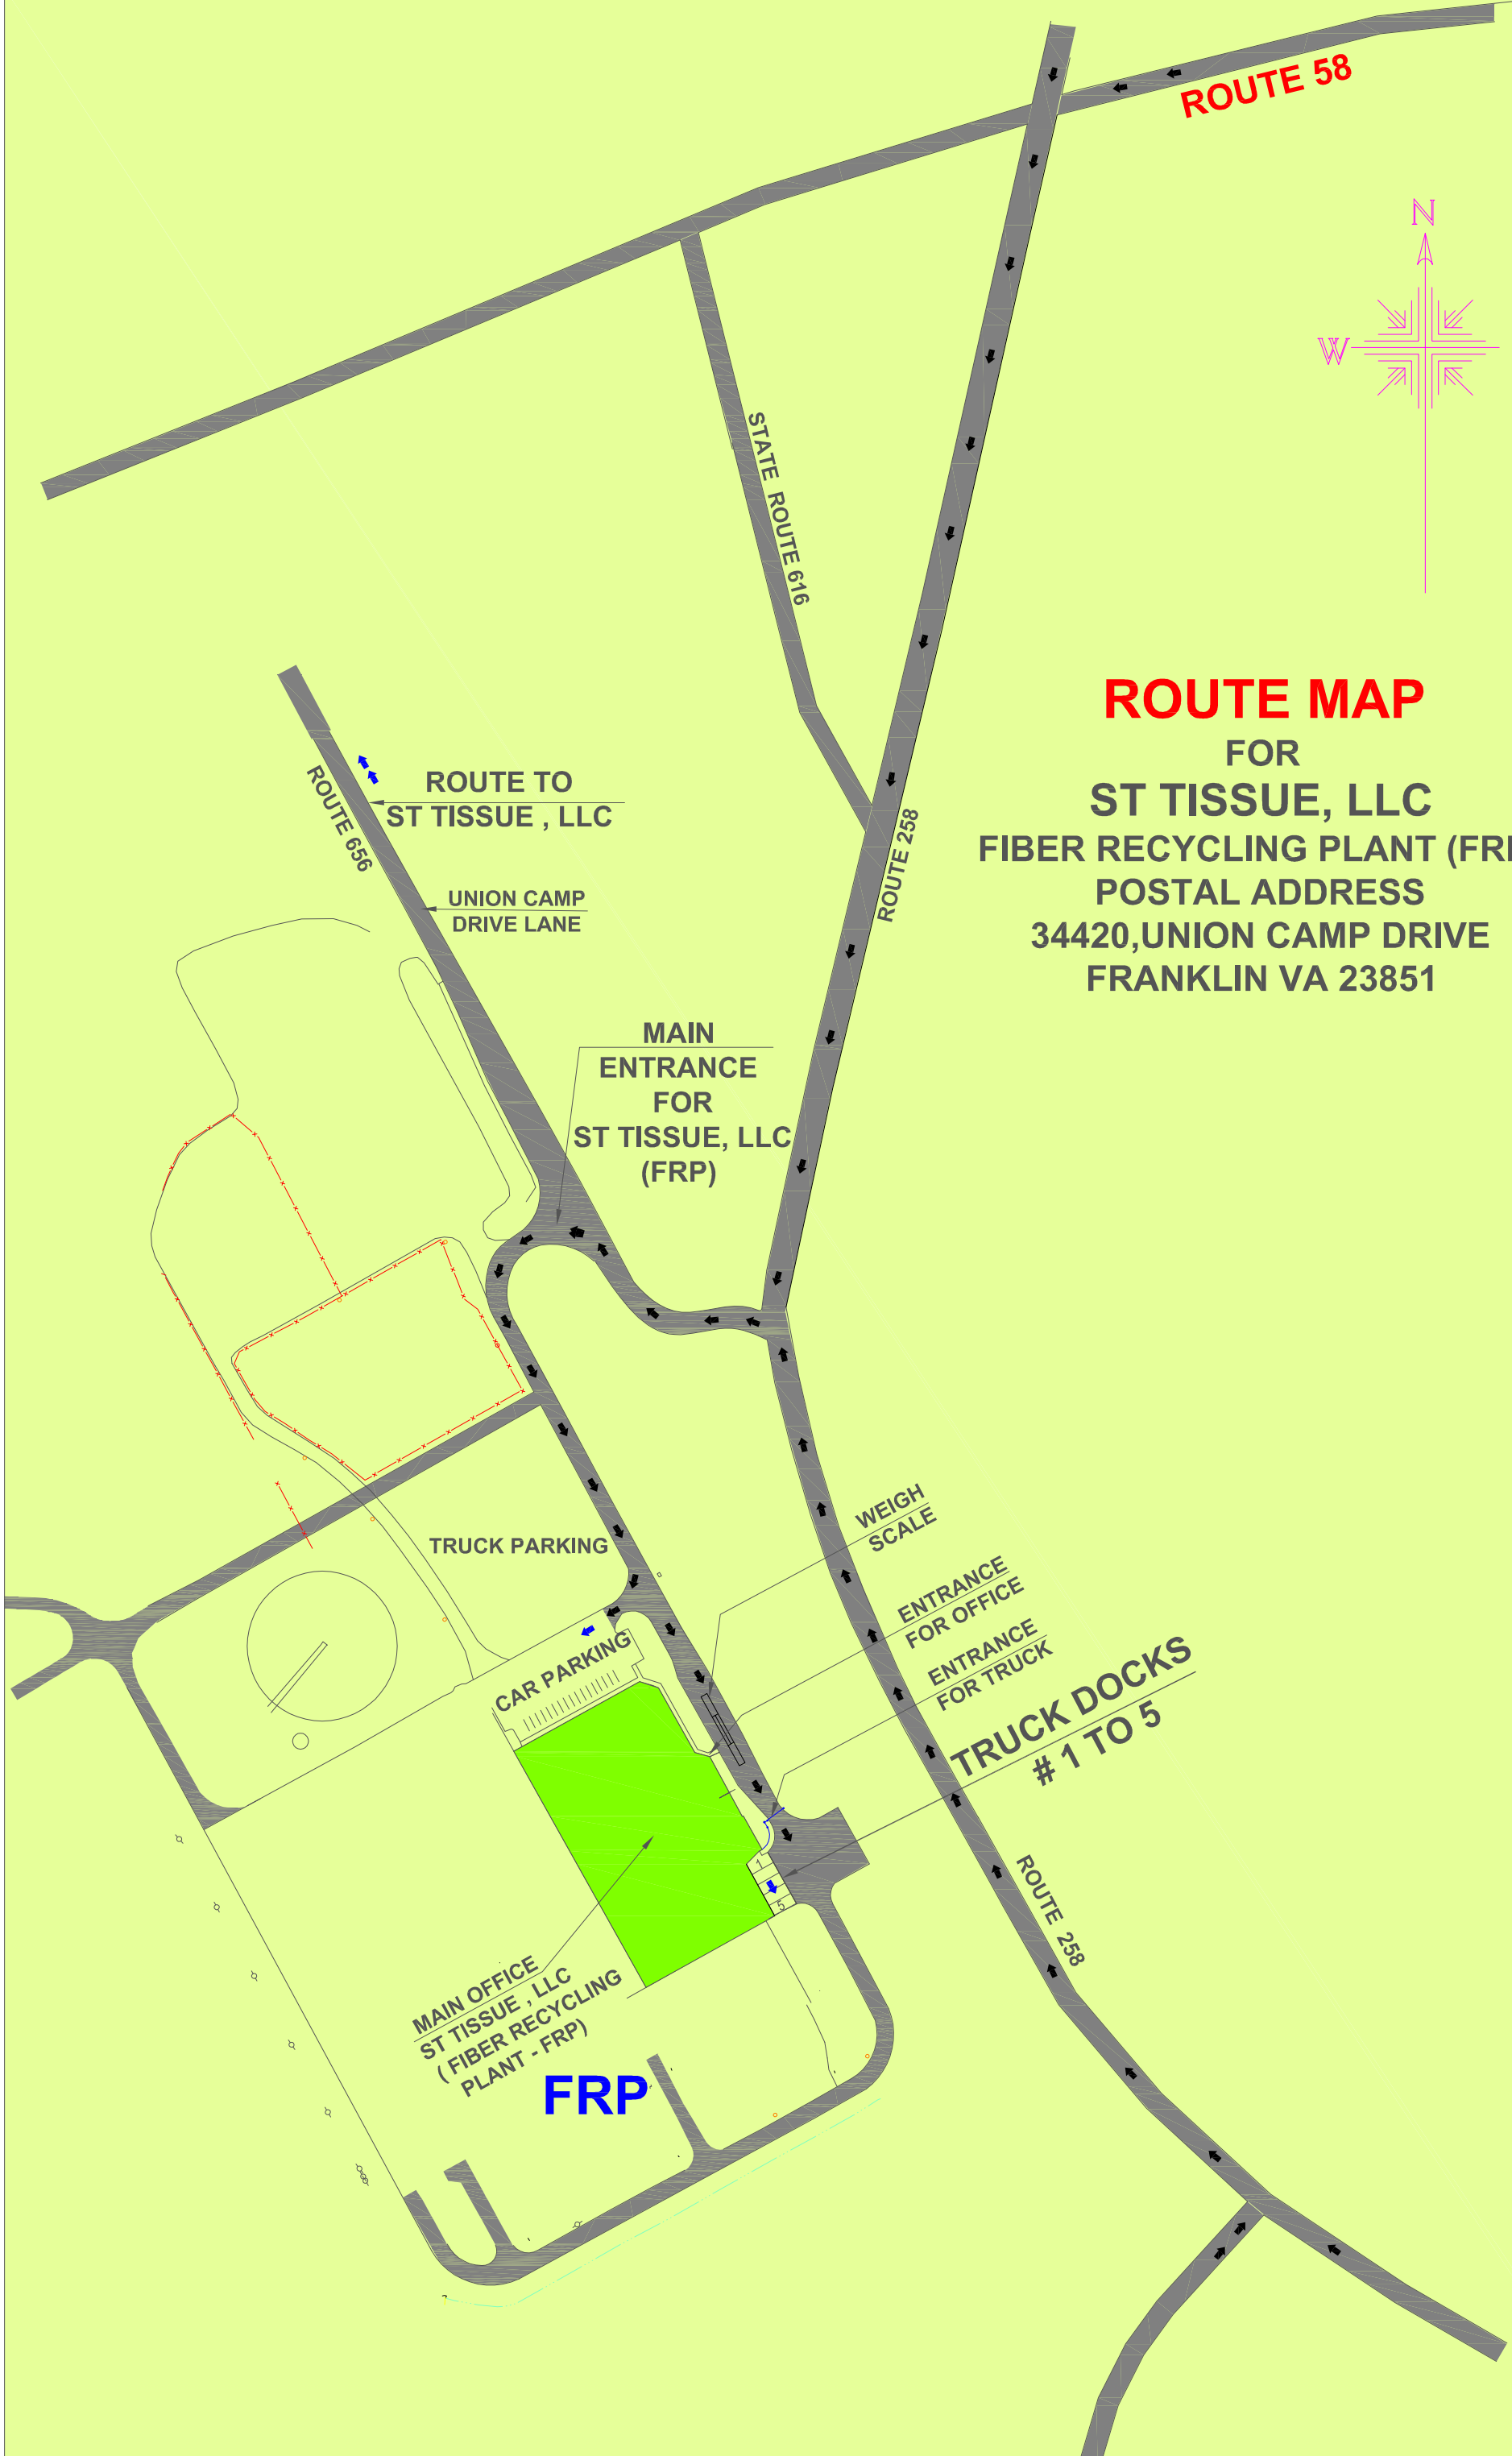 ROUTE 58
N
W
STATE ROUTE 616
ROUTE MAP
FOR
ST TISSUE, LLC
FIBER RECYCLING PLANT (FR
POSTAL ADDRESS
34420,UNION CAMP DRIVE
FRANKLIN VA 23851
ROUTE TO
ST TISSUE , LLC
ROUTE 656
UNION CAMP
DRIVE LANE
ROUTE 258
MAIN
ENTRANCE
FOR
ST TISSUE, LLC
(FRP)
WEIGH
SCALE
TRUCK PARKING
ENTRANCE
FOR OFFICE
ENTRANCE
FOR TRUCK
CAR PARKING
TRUCK DOCKS
# 1 TO 5
1
5
ROUTE 258
MAIN OFFICE
ST TISSUE , LLC
( FIBER RECYCLING
PLANT - FRP)
FRP